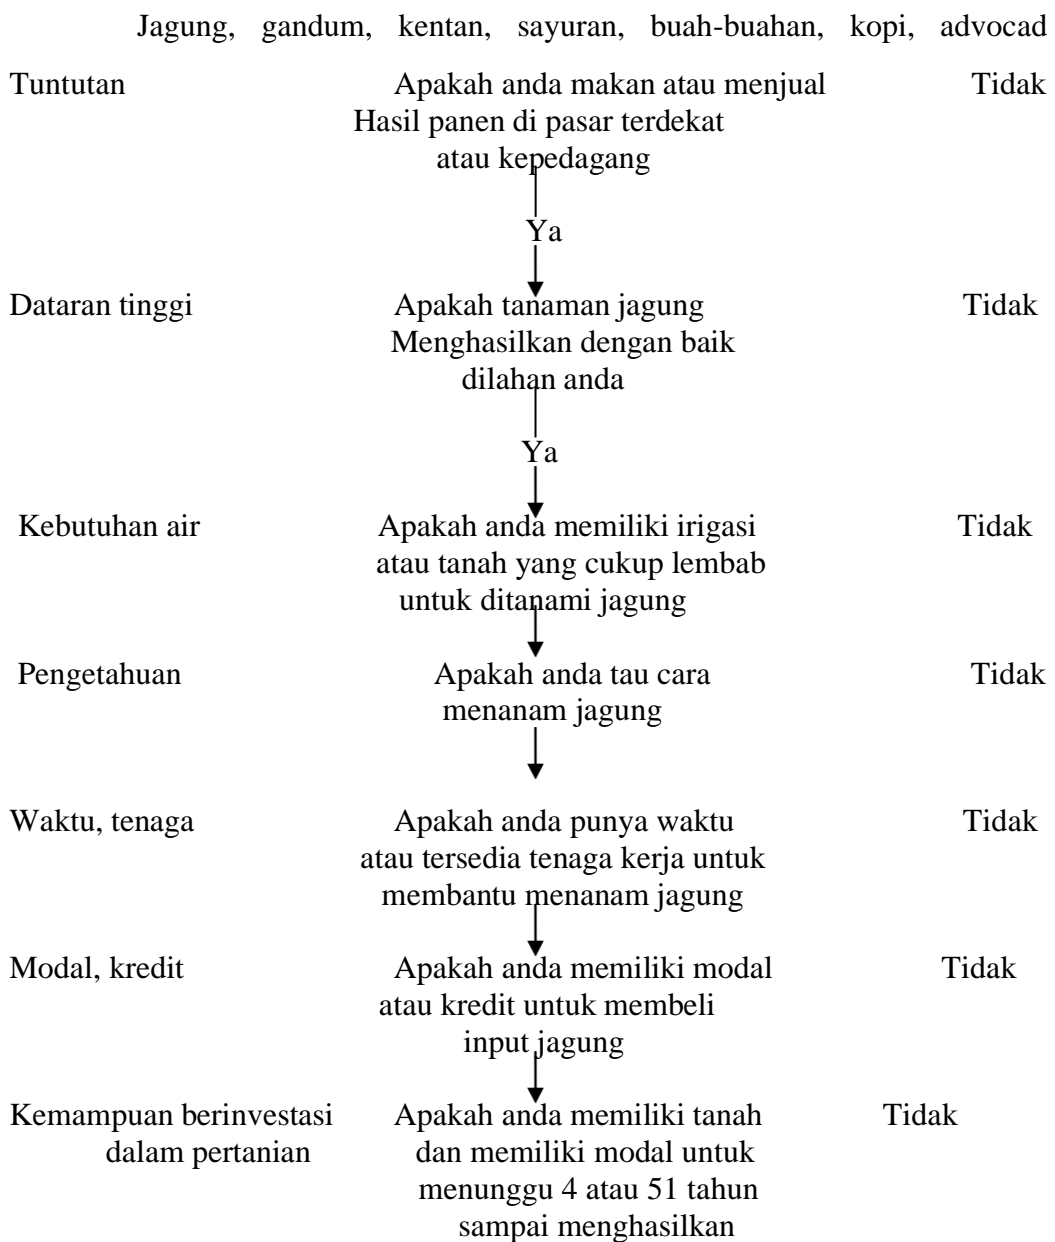 Jagung, gandum, kentan, sayuran, buah-buahan, kopi, advocad
Tuntutan Apakah anda makan atau menjual Tidak
Hasil panen di pasar terdekat
atau kepedagang
Ya
Dataran tinggi Apakah tanaman jagung Tidak
Menghasilkan dengan baik
dilahan anda
Ya
Kebutuhan air Apakah anda memiliki irigasi Tidak
atau tanah yang cukup lembab
untuk ditanami jagung
Pengetahuan Apakah anda tau cara Tidak
menanam jagung
Waktu, tenaga Apakah anda punya waktu Tidak
atau tersedia tenaga kerja untuk
membantu menanam jagung
Modal, kredit Apakah anda memiliki modal Tidak
atau kredit untuk membeli
input jagung
Kemampuan berinvestasi Apakah anda memiliki tanah Tidak
dalam pertanian dan memiliki modal untuk
menunggu 4 atau 51 tahun
sampai menghasilkan